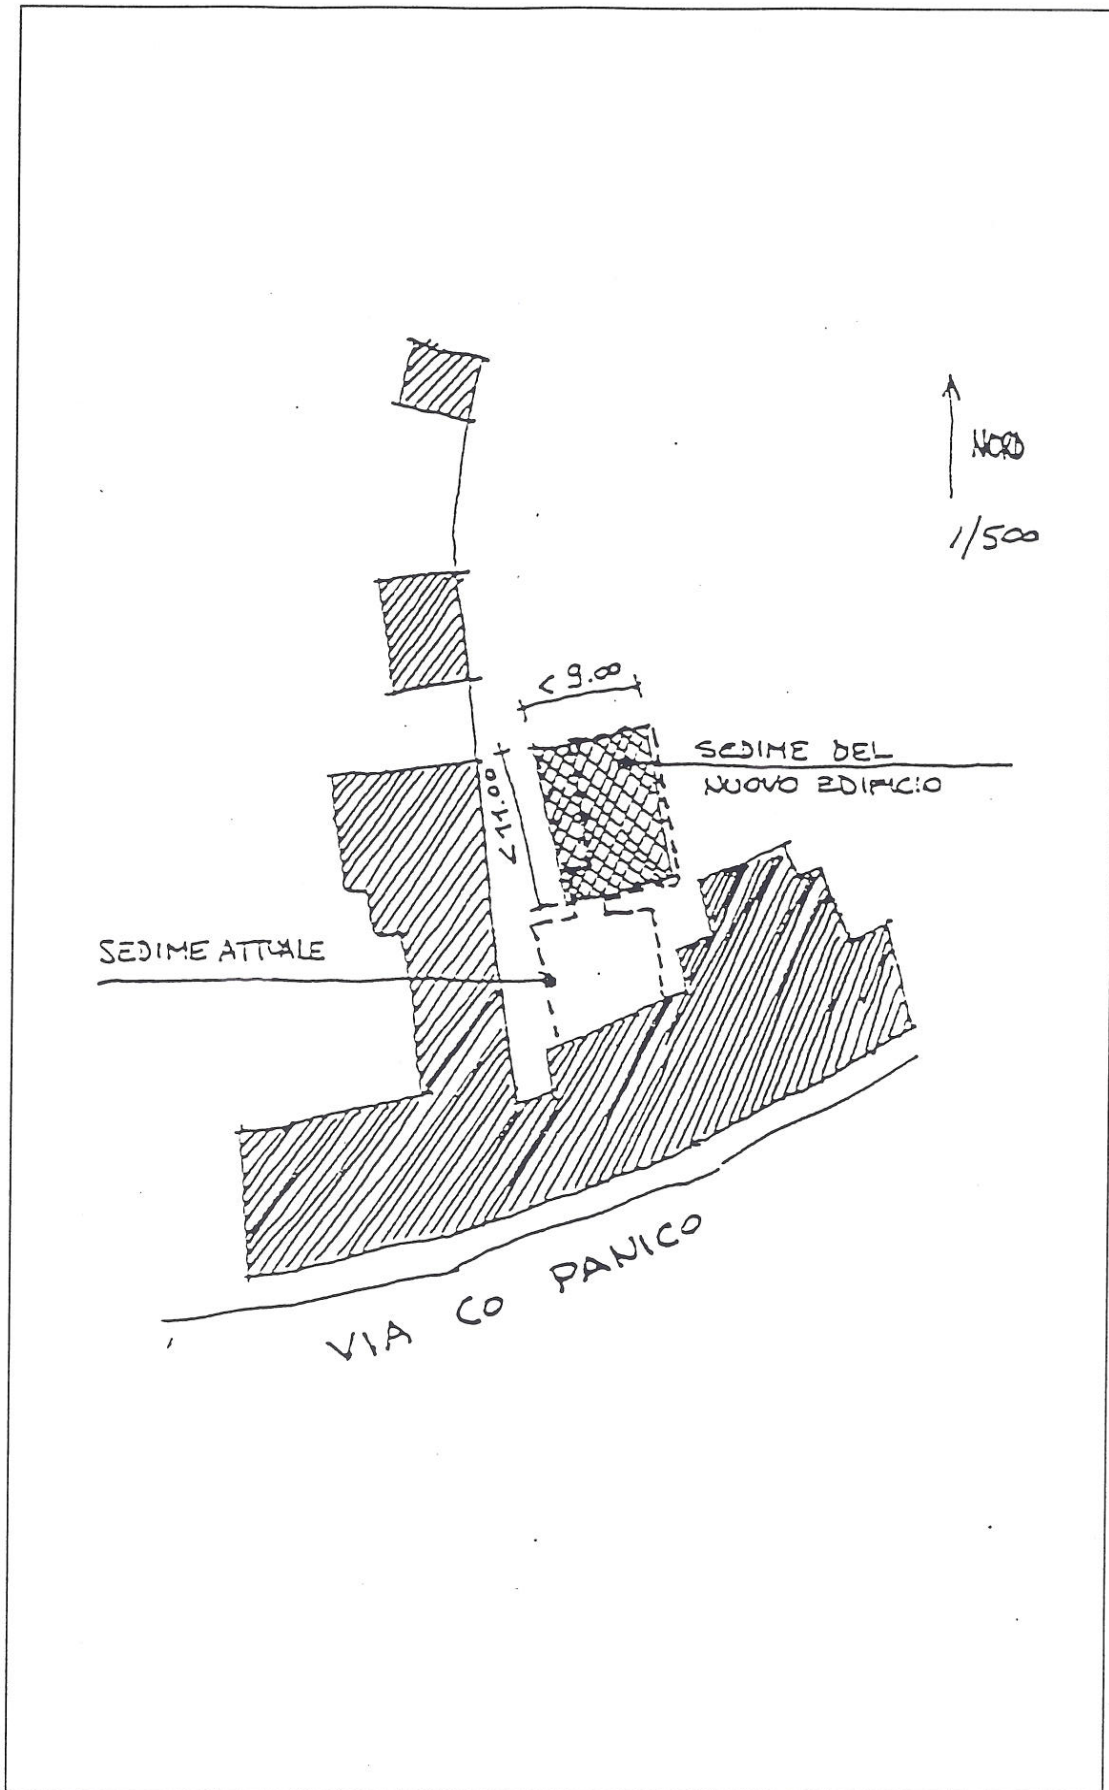 NORD
1/500
< 9.00
SEDIME DEL
NUOVO EDIFICIO
< 11.00
SEDIME ATTUALE
VIA CO PANICO